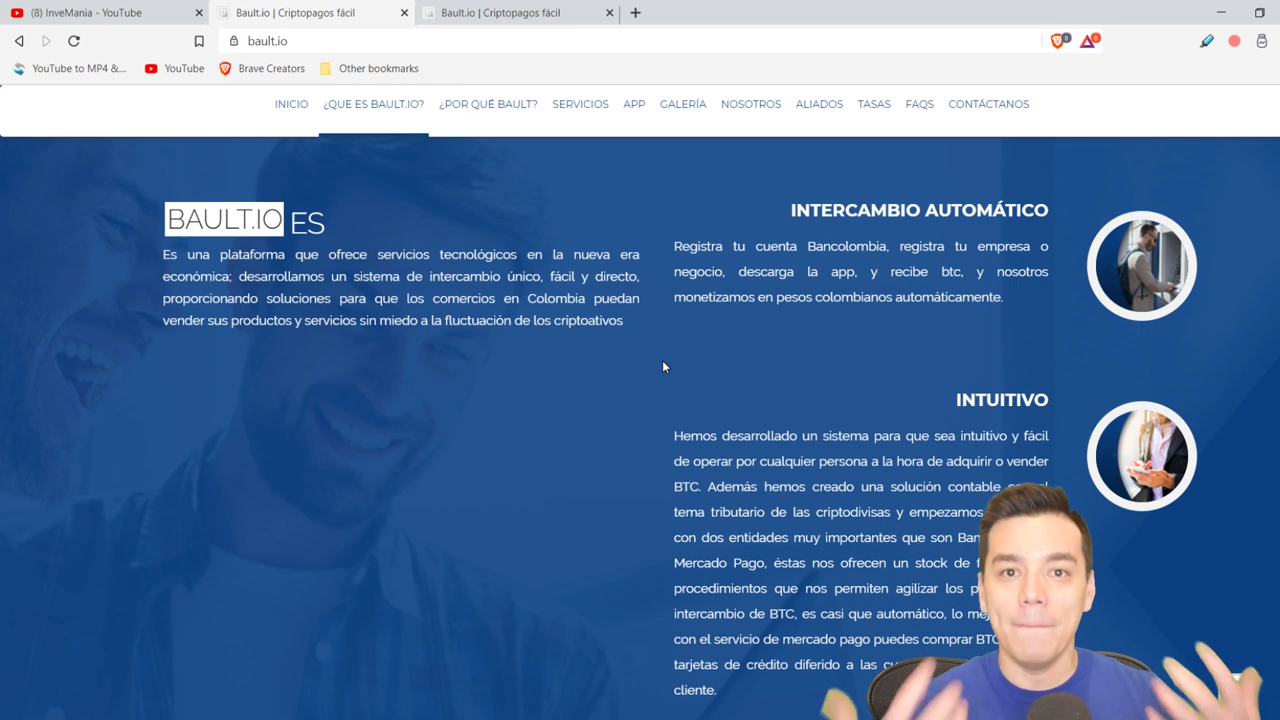 (8) InveMania - YouTube
Bault.io | Criptopagos fácil
Bault.io | Criptopagos fácil
bault.io
8
8
YouTube to MP4 &...
YouTube
Brave Creators
Other bookmarks
INICIO
¿QUE ES BAULT.IO?
¿POR QUÉ BAULT?
SERVICIOS
APP
GALERÍA
NOSOTROS
ALIADOS
TASAS
FAQS
CONTÁCTANOS
BAULT.IO ES
Es una plataforma que ofrece servicios tecnológicos en la nueva era
económica; desarrollamos un sistema de intercambio único, fácil y directo,
proporcionando soluciones para que los comercios en Colombia puedan
vender sus productos y servicios sin miedo a la fluctuación de los criptoativos
INTERCAMBIO AUTOMÁTICO
Registra tu cuenta Bancolombia, registra tu empresa o
negocio, descarga la app, y recibe btc, y nosotros
monetizamos en pesos colombianos automáticamente.
INTUITIVO
Hemos desarrollado un sistema para que sea intuitivo y fácil
de operar por cualquier persona a la hora de adquirir o vender
BTC. Además hemos creado una solución contable
tema tributario de las criptodivisas y empezamos
con dos entidades muy importantes que son
Mercado Pago, éstas nos ofrecen un stock de
procedimientos que nos permiten agilizar los
intercambio de BTC, es casi que automático, lo
con el servicio de mercado pago puedes comprar BTC
tarjetas de crédito diferido a las
cliente.